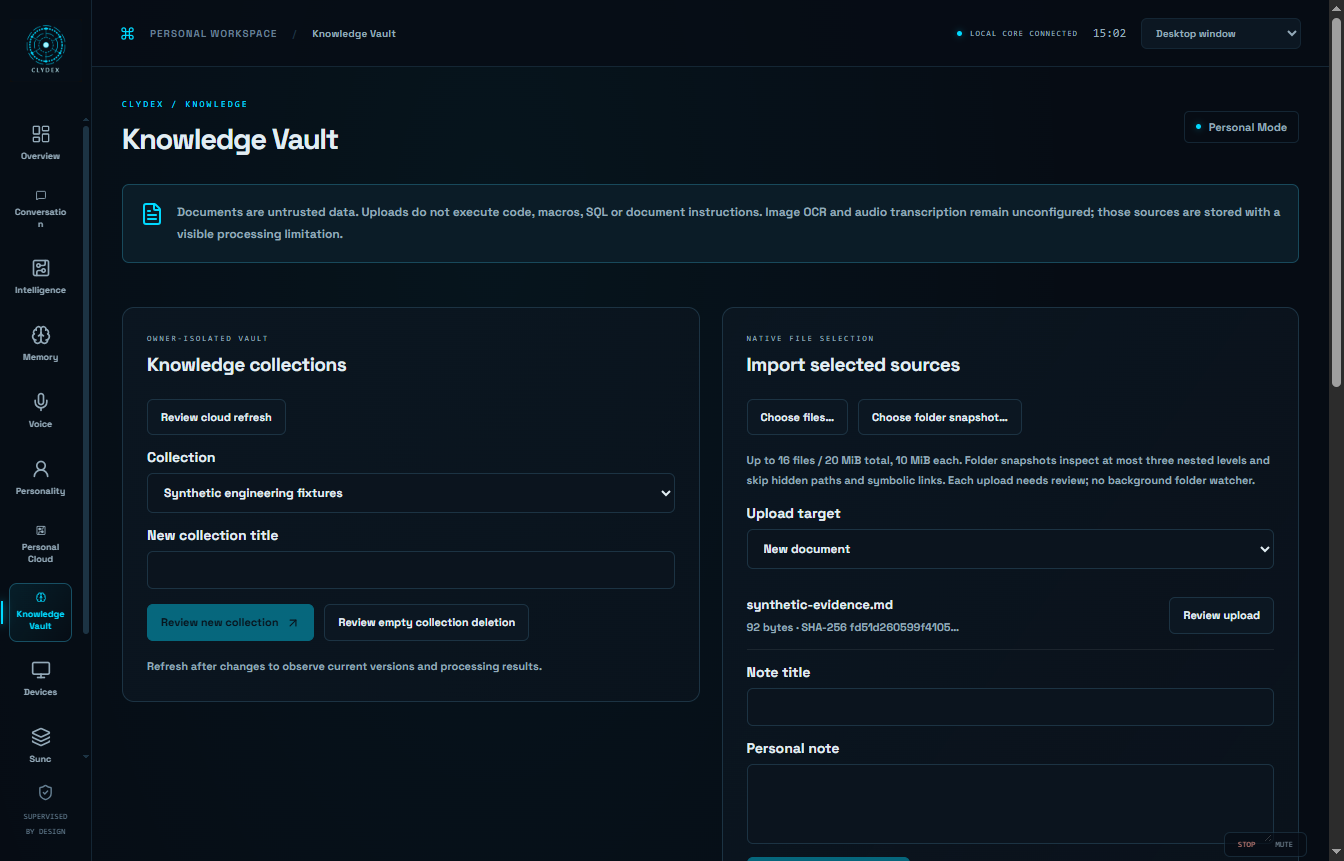 CLYDEX
Overview
Conversatio
n
Intelligence
Memory
Voice
Personality
Personal
Cloud
Knowledge
Vault
Devices
Sync
SUPERVISED
BY DESIGN
PERSONAL WORKSPACE / Knowledge Vault
LOCAL CORE CONNECTED 15:02 Desktop window
CLYDEX / KNOWLEDGE
Knowledge Vault
Personal Mode
Documents are untrusted data. Uploads do not execute code, macros, SQL or document instructions. Image OCR and audio transcription remain unconfigured; those sources are stored with a
visible processing limitation.
OWNER-ISOLATED VAULT
Knowledge collections
Review cloud refresh
Collection
Synthetic engineering fixtures
New collection title
Review new collection
Review empty collection deletion
Refresh after changes to observe current versions and processing results.
NATIVE FILE SELECTION
Import selected sources
Choose files…
Choose folder snapshot…
Up to 16 files / 20 MiB total, 10 MiB each. Folder snapshots inspect at most three nested levels and
skip hidden paths and symbolic links. Each upload needs review; no background folder watcher.
Upload target
New document
synthetic-evidence.md
92 bytes · SHA-256 fd51d260599f4105…
Review upload
Note title
Personal note
STOP MUTE